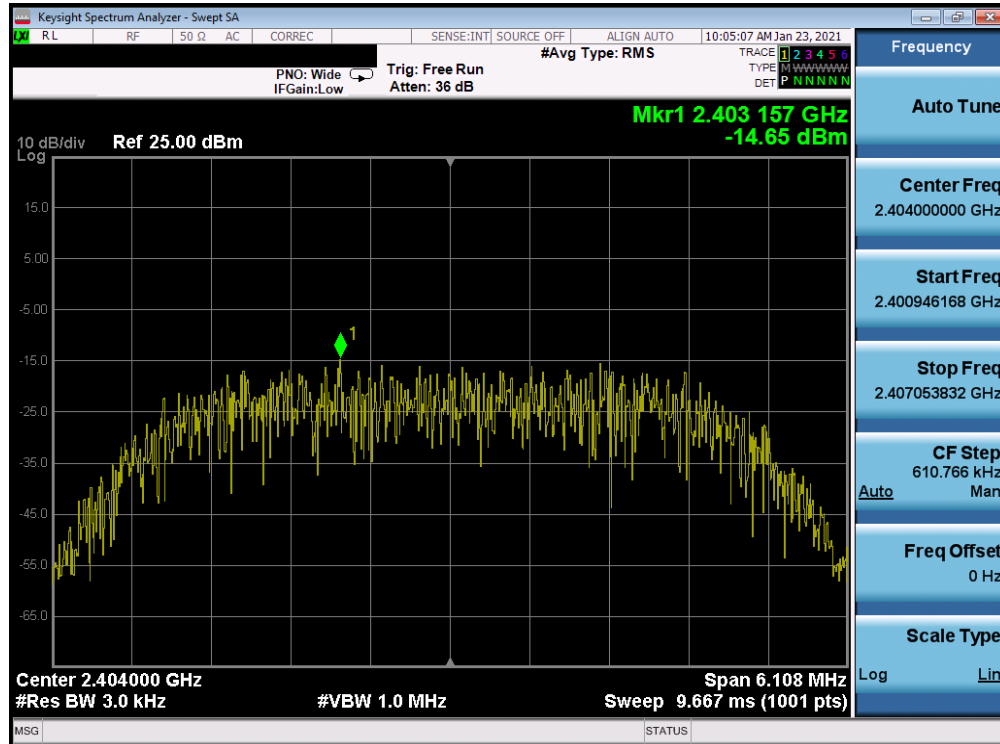 Keysight Spectrum Analyzer - Swept SA
LXI RL RF 50 Ω AC CORREC SENSE:INT SOURCE OFF ALIGN AUTO 10:05:07 AM Jan 23, 2021
PNO: Wide Trig: Free Run #Avg Type: RMS TRACE 1 2 3 4 5 6
IFGain:Low Atten: 36 dB TYPE M W W W W W
DET P N N N N N
Mkr1 2.403 157 GHz
-14.65 dBm
10 dB/div Ref 25.00 dBm
Log
15.0
5.00
-5.00
1
-15.0
-25.0
-35.0
-45.0
-55.0
-65.0
Center 2.404000 GHz Span 6.108 MHz
#Res BW 3.0 kHz #VBW 1.0 MHz Sweep 9.667 ms (1001 pts)
MSG STATUS
Frequency
Auto Tune
Center Freq
2.404000000 GHz
Start Freq
2.400946168 GHz
Stop Freq
2.407053832 GHz
CF Step
610.766 kHz
Auto Man
Freq Offset
0 Hz
Scale Type
Log Lin